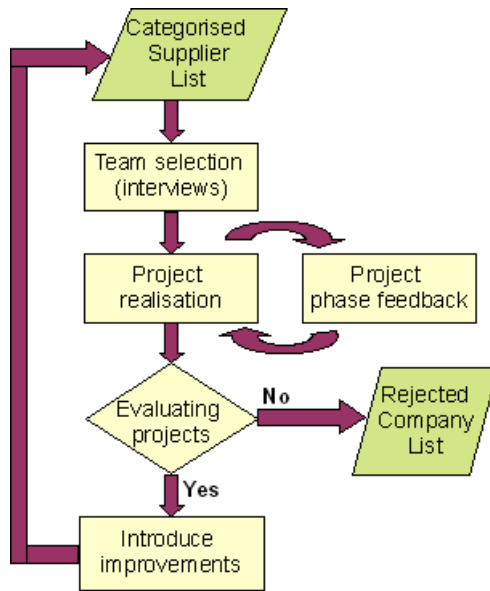 Categorised
Supplier
List
Team selection
(interviews)
Project
realisation
Project
phase feedback
Evaluating
projects
No
Rejected
Company
List
Yes
Introduce
improvements